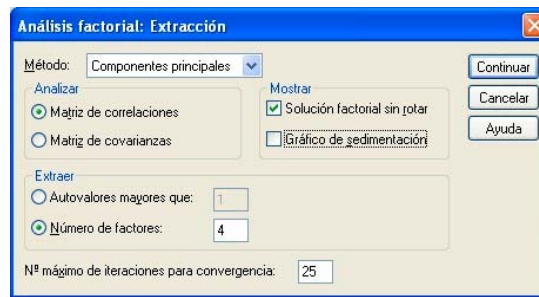 Análisis factorial: Extracción
Método: Componentes principales
Continuar
Analizar
Mostrar
Matriz de correlaciones
Solución factorial sin rotar
Cancelar
Matriz de covarianzas
Gráfico de sedimentación
Ayuda
Extraer
Autovalores mayores que: 1
Número de factores: 4
Nº máximo de iteraciones para convergencia: 25